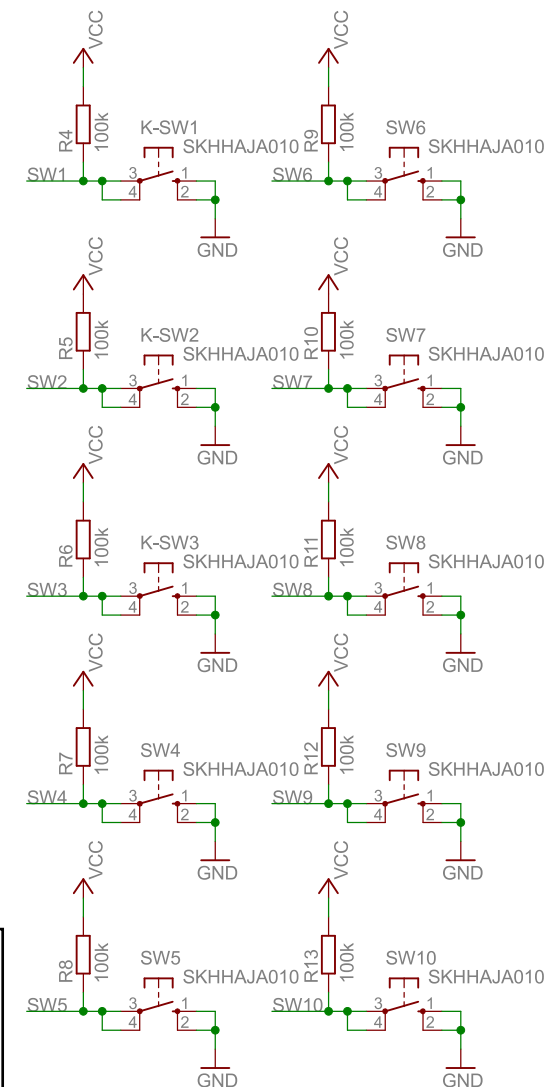 VCC
R4
100k
K-SW1
SKHHAJA010
SW1
3
1
4
2
GND
VCC
R9
100k
SW6
SKHHAJA010
SW6
3
1
4
2
GND
VCC
R5
100k
K-SW2
SKHHAJA010
SW2
3
1
4
2
GND
VCC
R10
100k
SW7
SKHHAJA010
SW7
3
1
4
2
GND
VCC
R6
100k
K-SW3
SKHHAJA010
SW3
3
1
4
2
GND
VCC
R11
100k
SW8
SKHHAJA010
SW8
3
1
4
2
GND
VCC
R7
100k
SW4
SKHHAJA010
SW4
3
1
4
2
GND
VCC
R12
100k
SW9
SKHHAJA010
SW9
3
1
4
2
GND
VCC
R8
100k
SW5
SKHHAJA010
SW5
3
1
4
2
GND
VCC
R13
100k
SW10
SKHHAJA010
SW10
3
1
4
2
GND